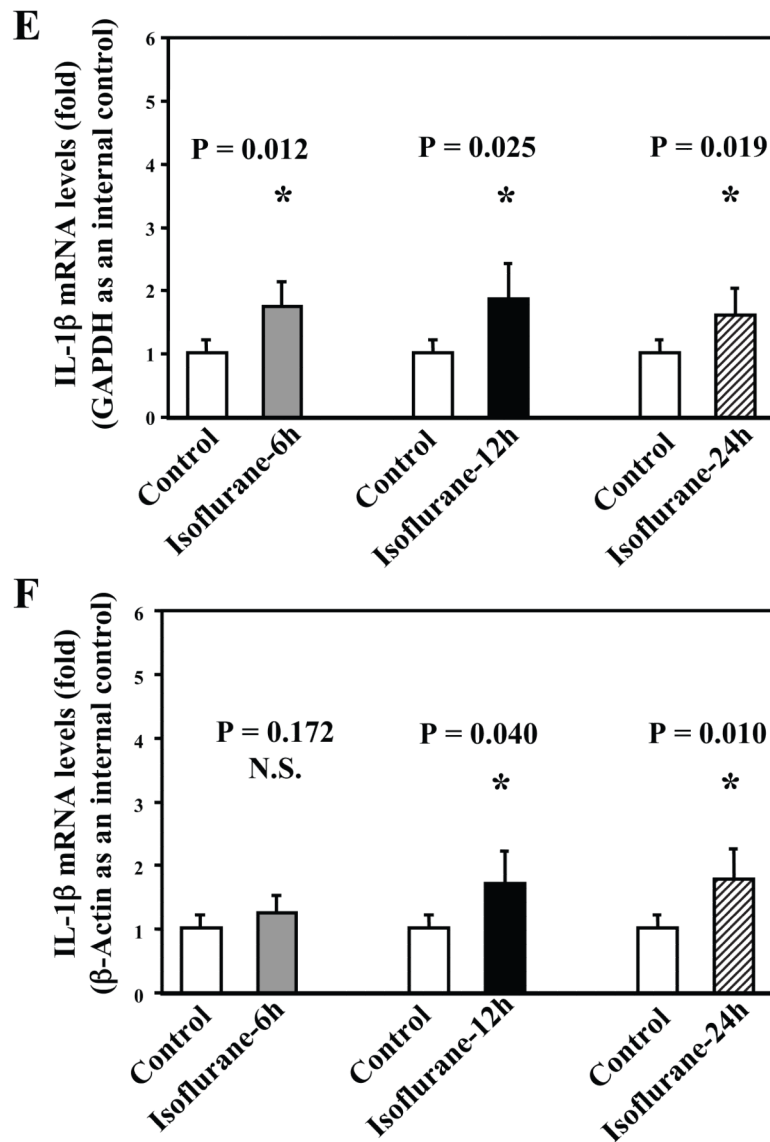 E
IL-1β mRNA levels (fold)
(GAPDH as an internal control)
6
5
4
3
2
1
0
P = 0.012
P = 0.025
P = 0.019
*
*
*
Control
Isoflurane-6h
Control
Isoflurane-12h
Control
Isoflurane-24h
F
IL-1β mRNA levels (fold)
(β-Actin as an internal control)
6
5
4
3
2
1
0
P = 0.172
N.S.
P = 0.040
P = 0.010
*
*
Control
Isoflurane-6h
Control
Isoflurane-12h
Control
Isoflurane-24h